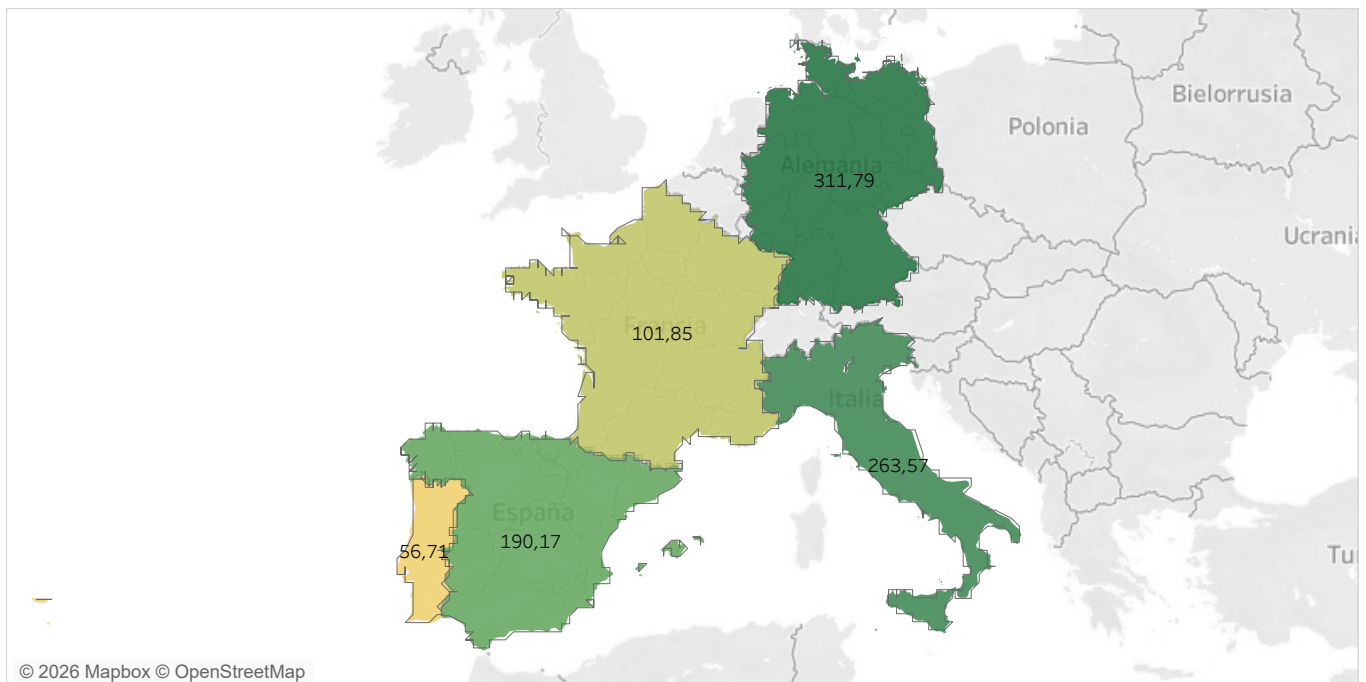 Bielorrusia
Polonia
Alemania
311,79
Ucrania
Francia
101,85
Italia
263,57
España
190,17
56,71
Tu
© 2026 Mapbox © OpenStreetMap